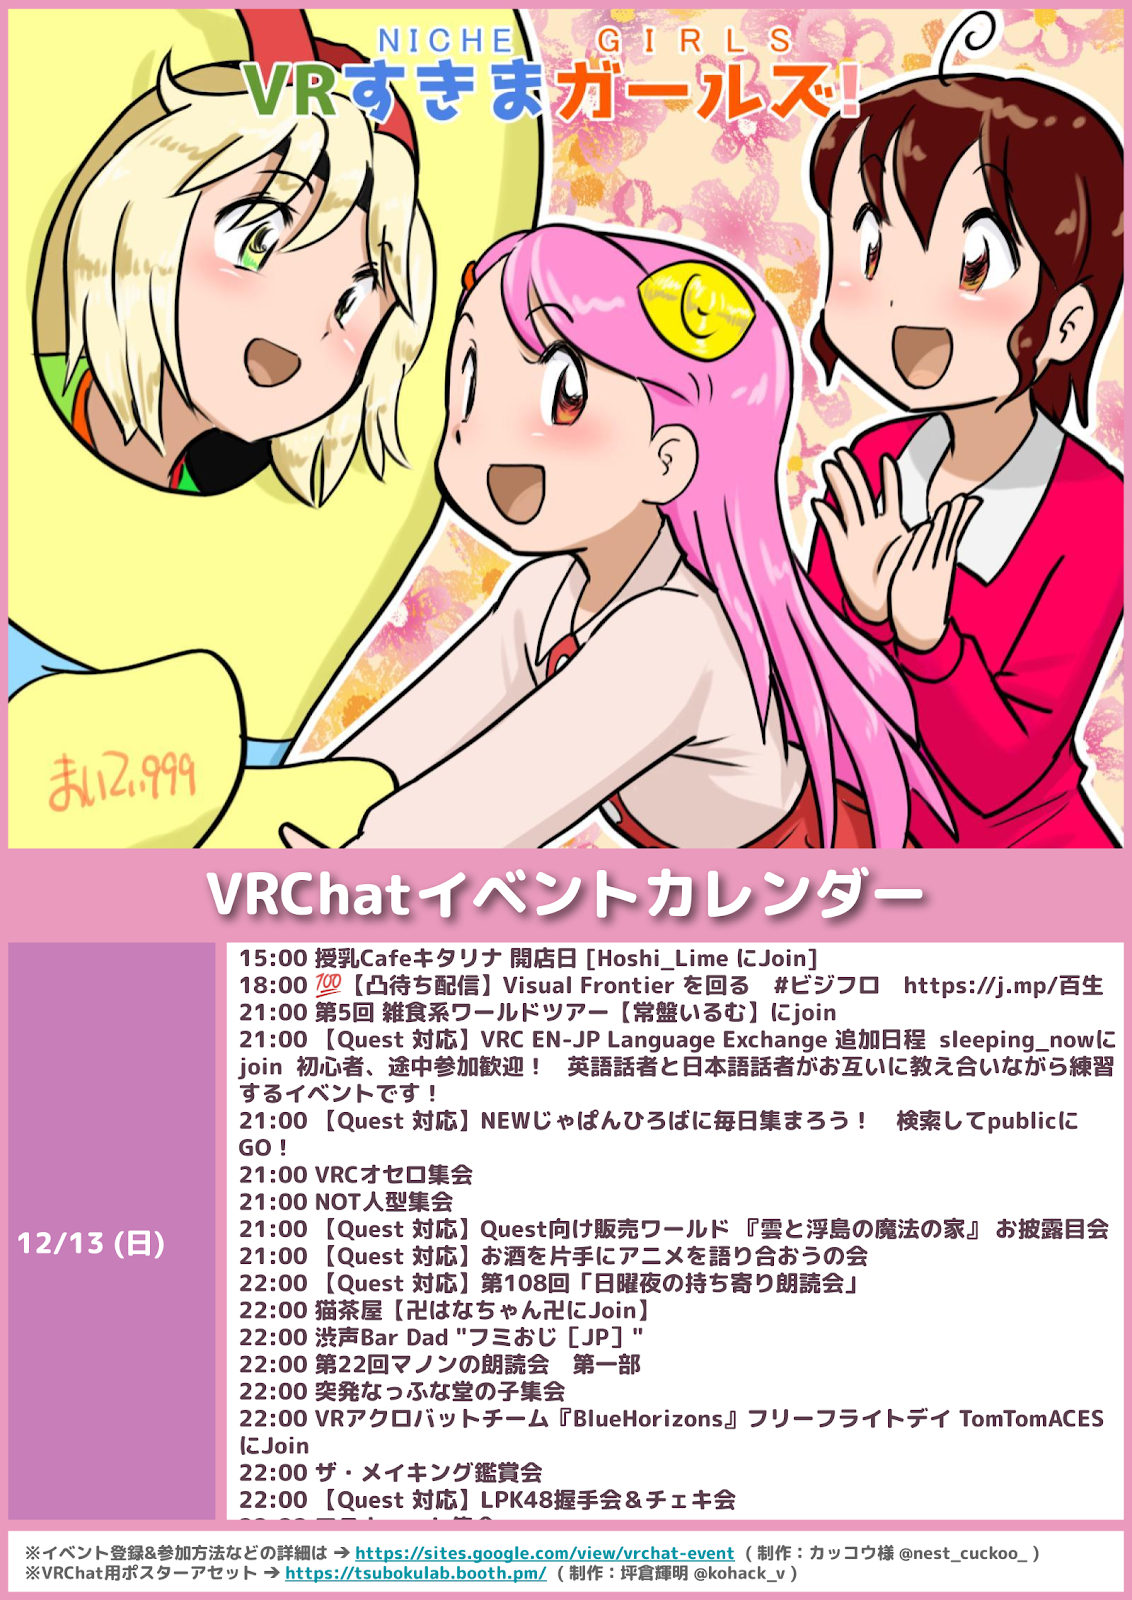 NICHE GIRLS
VRすきまガールズ!
VRChatイベントカレンダー
12/13 (日)
15:00 授乳Cafeキタリナ 開店日 [Hoshi_Lime にJoin]
18:00 💯【凸待ち配信】Visual Frontier を回る　#ビジフロ　https://j.mp/百生
21:00 第5回 雑食系ワールドツアー【常盤いるむ】にjoin
21:00 【Quest 対応】VRC EN-JP Language Exchange 追加日程 sleeping_nowに
join 初心者、途中参加歓迎！　英語話者と日本語話者がお互いに教え合いながら練習
するイベントです！
21:00 【Quest 対応】NEWじゃぱんひろばに毎日集まろう！　検索してpublicに
GO！
21:00 VRCオセロ集会
21:00 NOT人型集会
21:00 【Quest 対応】Quest向け販売ワールド 『雲と浮島の魔法の家』 お披露目会
21:00 【Quest 対応】お酒を片手にアニメを語り合おうの会
22:00 【Quest 対応】第108回「日曜夜の持ち寄り朗読会」
22:00 猫茶屋【卍はなちゃん卍にJoin】
22:00 渋声Bar Dad "フミおじ［JP］"
22:00 第22回マノンの朗読会　第一部
22:00 突発なっふな堂の子集会
22:00 VRアクロバットチーム『BlueHorizons』フリーフライトデイ TomTomACES
にJoin
22:00 ザ・メイキング鑑賞会
22:00 【Quest 対応】LPK48握手会＆チェキ会
※イベント登録&参加方法などの詳細は ➔ https://sites.google.com/view/vrchat-event ( 制作：カッコウ様 @nest_cuckoo_ )
※VRChat用ポスターアセット ➔ https://tsubokulab.booth.pm/ ( 制作：坪倉輝明 @kohack_v )